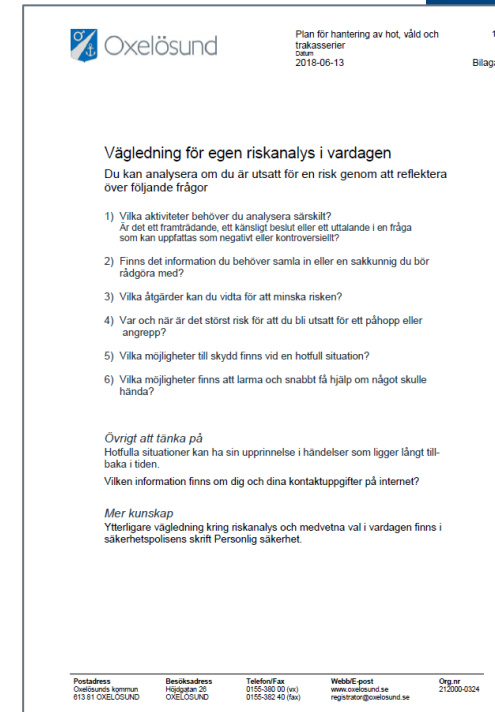 Oxelösund
Plan för hantering av hot, våld och
trakasserier
Datum
2018-06-13
1
Bilaga
Vägledning för egen riskanalys i vardagen
Du kan analysera om du är utsatt för en risk genom att reflektera
över följande frågor
1) Vilka aktiviteter behöver du analysera särskilt?
Är det ett framträdande, ett känsligt beslut eller ett uttalande i en fråga
som kan uppfattas som negativt eller kontroversiellt?
2) Finns det information du behöver samla in eller en sakkunnig du bör
rådgöra med?
3) Vilka åtgärder kan du vidta för att minska risken?
4) Var och när är det störst risk för att du bli utsatt för ett påhopp eller
angrepp?
5) Vilka möjligheter till skydd finns vid en hotfull situation?
6) Vilka möjligheter finns att larma och snabbt få hjälp om något skulle
hända?
Övrigt att tänka på
Hotfulla situationer kan ha sin upprinnelse i händelser som ligger långt till-
baka i tiden.
Vilken information finns om dig och dina kontaktuppgifter på internet?
Mer kunskap
Ytterligare vägledning kring riskanalys och medvetna val i vardagen finns i
säkerhetspolisens skrift Personlig säkerhet.
Postadress Besöksadress Telefon/Fax Webb/E-post Org.nr
Oxelösunds kommun Höjdgatan 26 0155-380 00 (vx) www.oxelosund.se 212000-0324
613 81 OXELÖSUND OXELÖSUND 0155-382 40 (fax) registrator@oxelosund.se